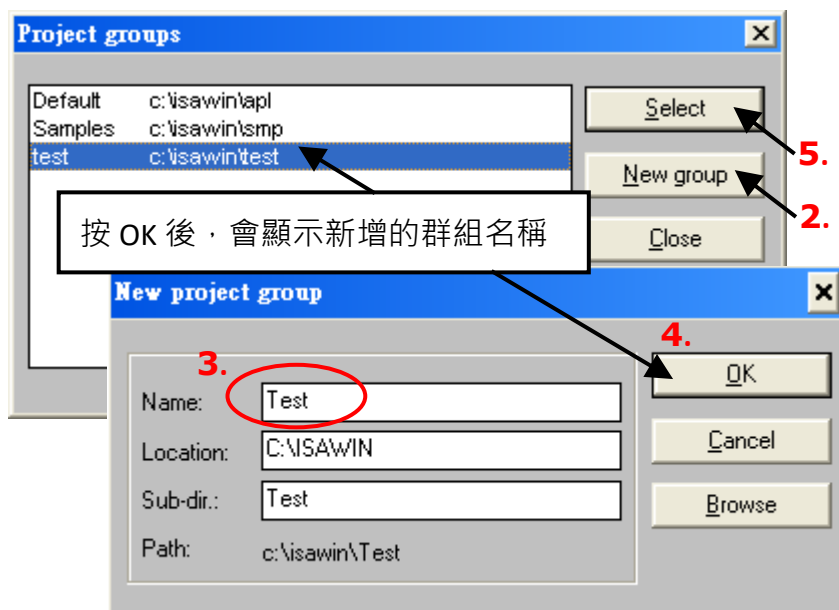 Project groups
Default c:\isawin\apl
Samples c:\isawin\smp
test c:\isawin\test
Select
5.
New group
2.
Close
按 OK 後，會顯示新增的群組名稱
New project group
4.
3.
OK
Name: Test
Location: C:\ISAWIN
Cancel
Sub-dir.: Test
Browse
Path: c:\isawin\Test